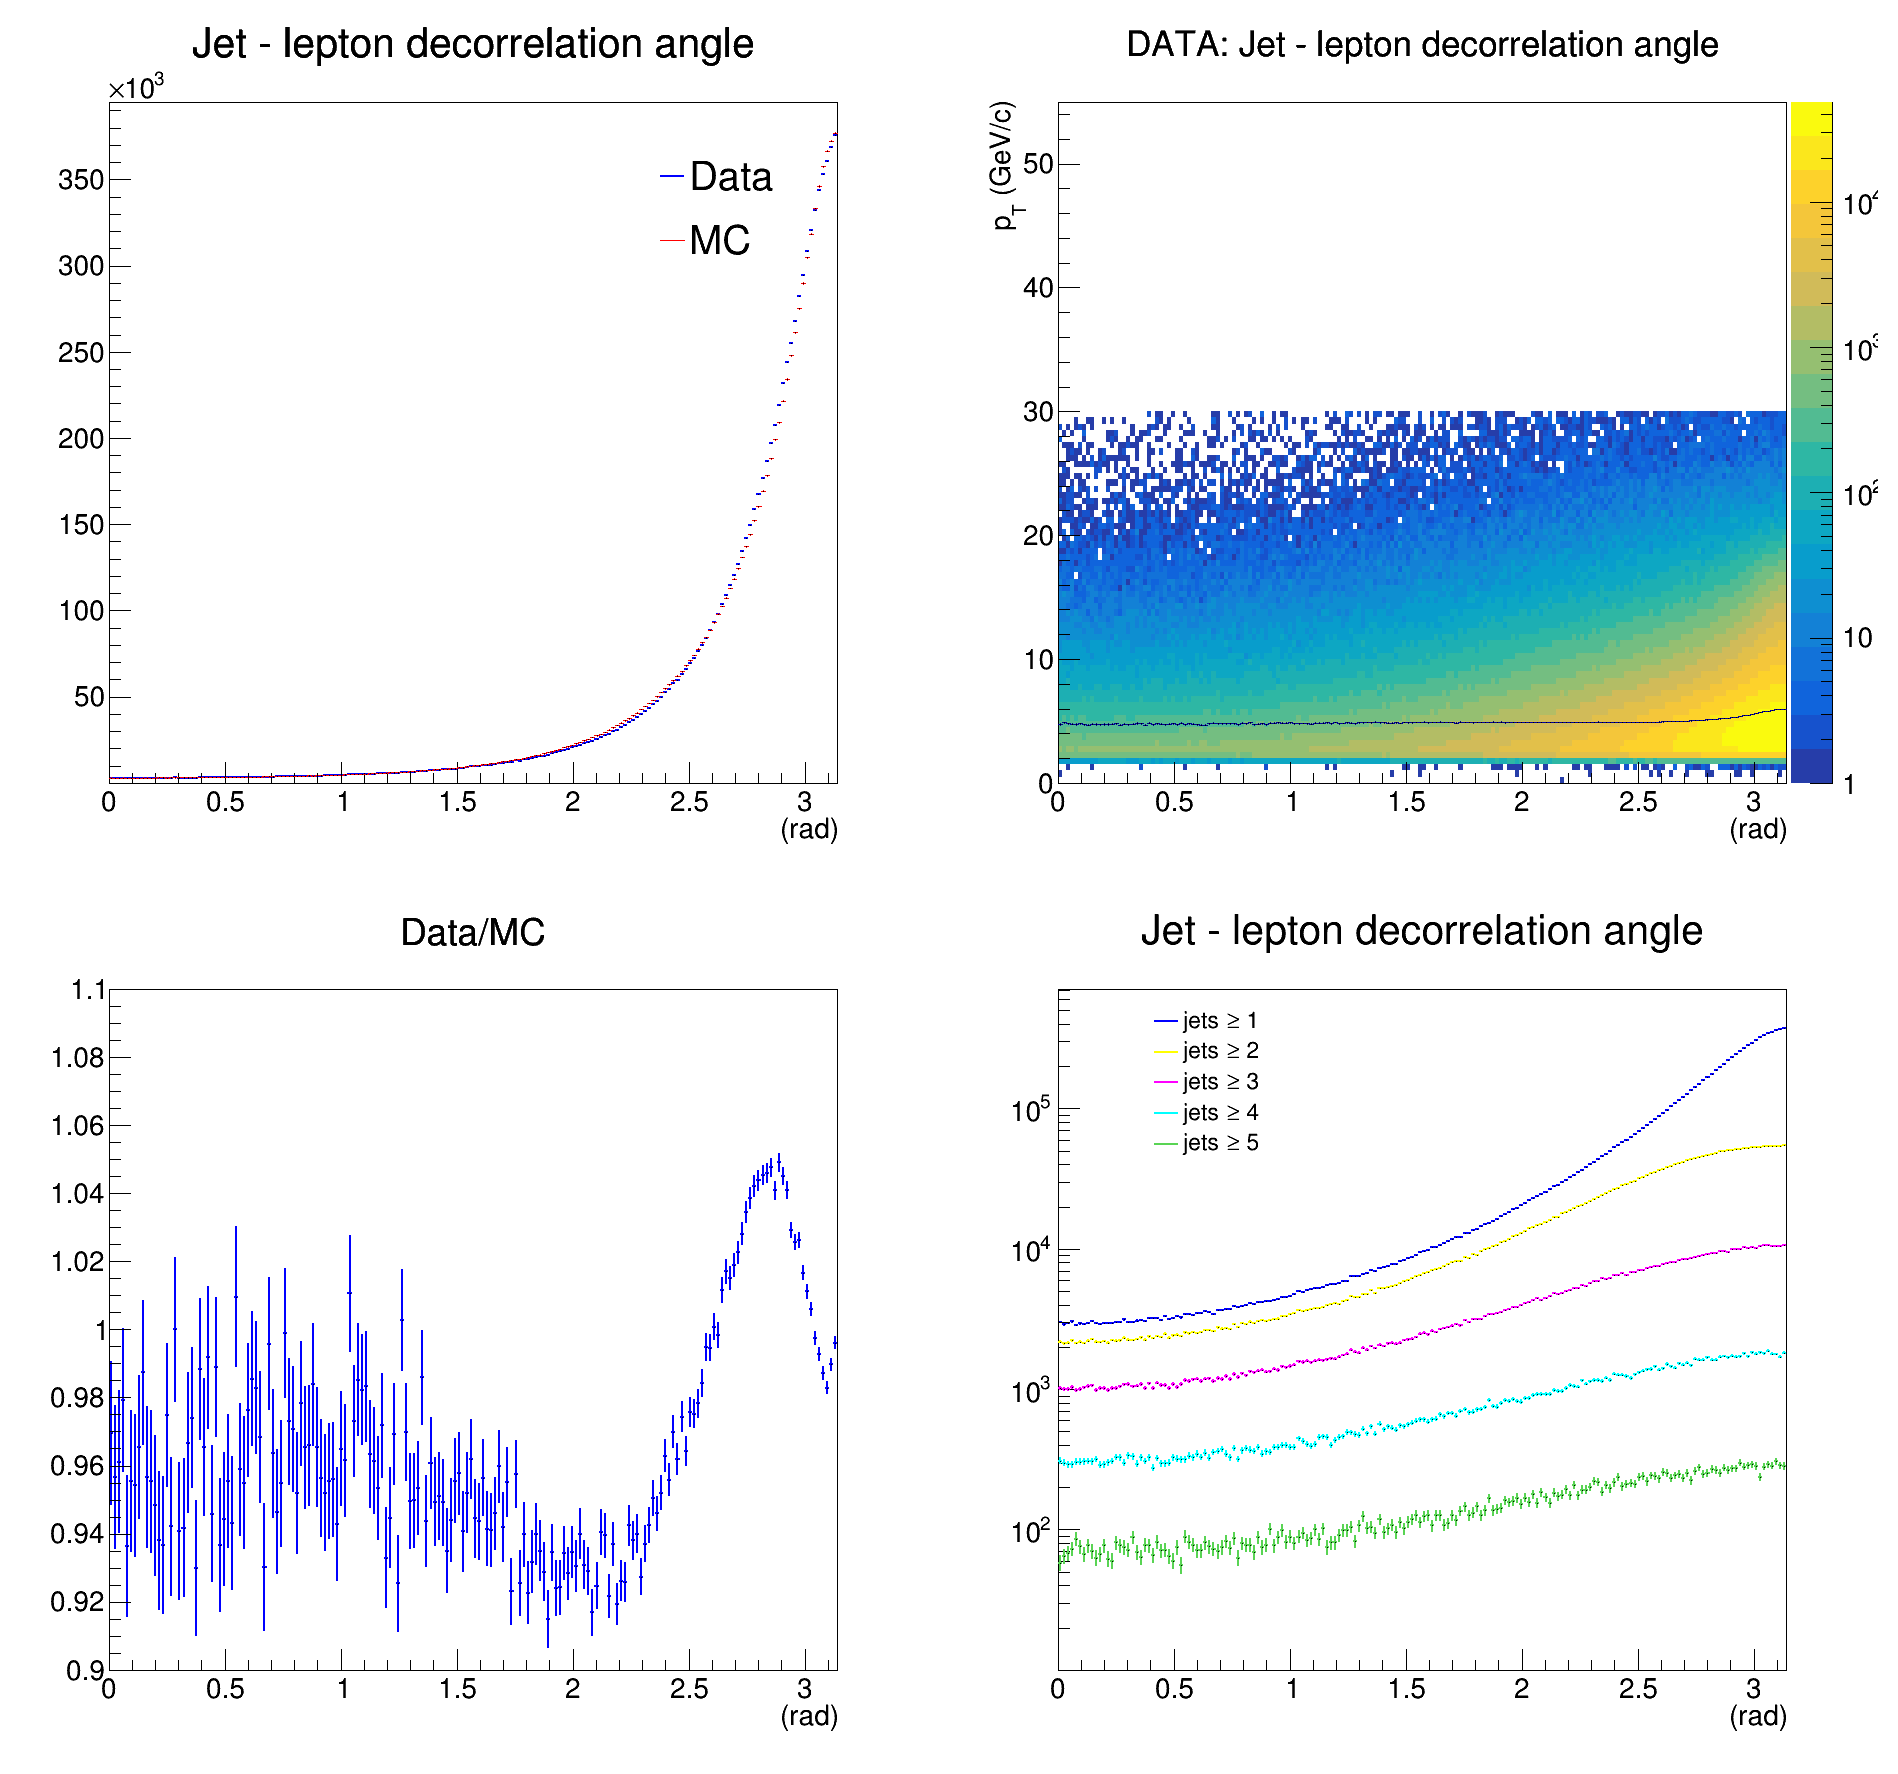 Jet - lepton decorrelation angle
×10³
350
300
250
200
150
100
50
Data
MC
0 0.5 1 1.5 2 2.5 3
(rad)
DATA: Jet - lepton decorrelation angle
p_T (GeV/c)
50
40
30
20
10
0
10⁴
10³
10²
10
1
0 0.5 1 1.5 2 2.5 3
(rad)
Data/MC
1.1
1.08
1.06
1.04
1.02
1
0.98
0.96
0.94
0.92
0.9
0 0.5 1 1.5 2 2.5 3
(rad)
Jet - lepton decorrelation angle
jets ≥ 1
jets ≥ 2
jets ≥ 3
jets ≥ 4
jets ≥ 5
10⁵
10⁴
10³
10²
0 0.5 1 1.5 2 2.5 3
(rad)